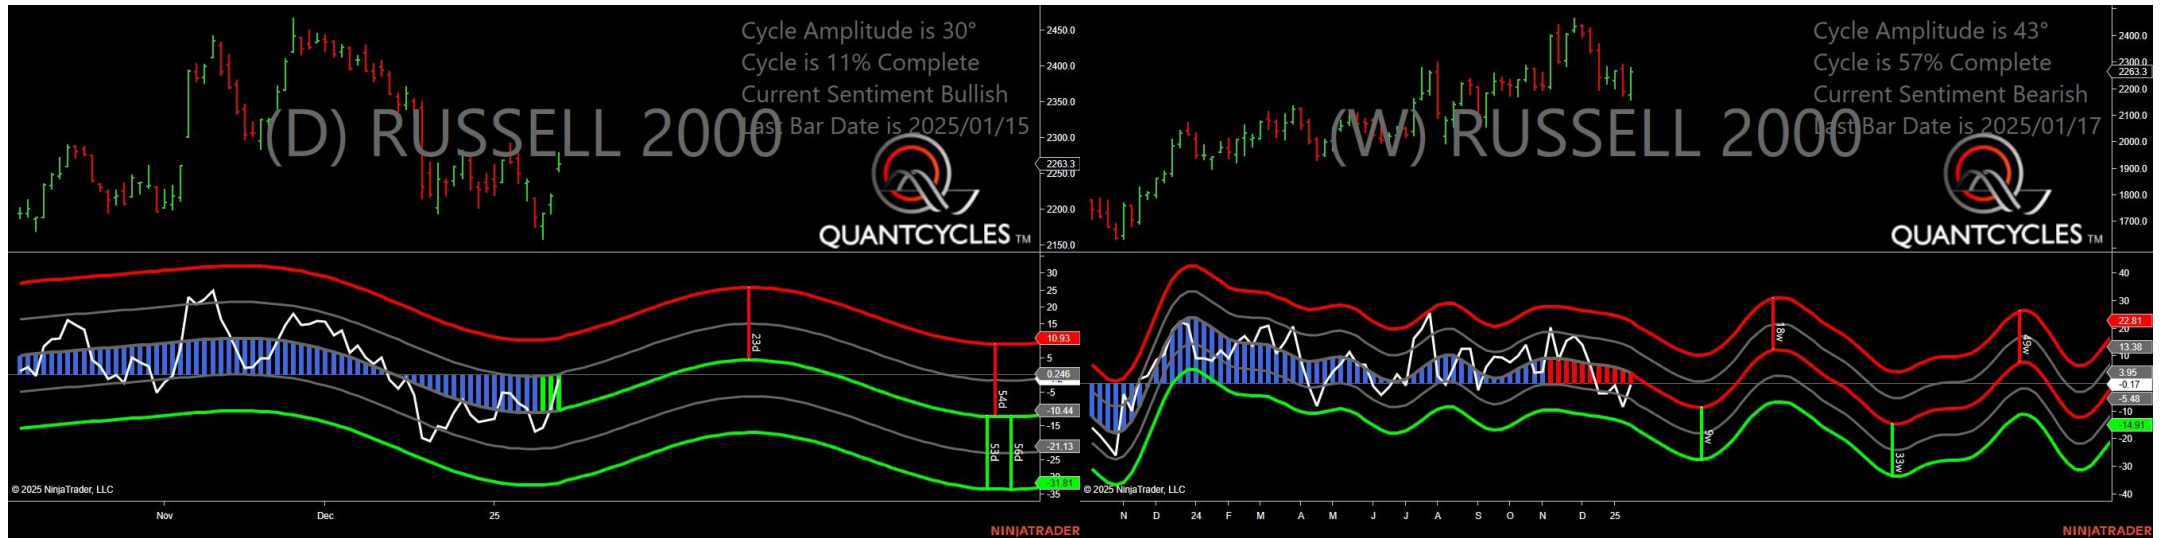 Cycle Amplitude is 30°
Cycle is 11% Complete
Current Sentiment Bullish
Last Bar Date is 2025/01/15
(D) RUSSELL 2000
QUANTCYCLES TM
2450.0
2400.0
2350.0
2300.0
2263.3
2250.0
2200.0
2150.0
30
25
20
15
10.93
5
0.246
-5
-10.44
-15
-21.13
-25
-31.81
-35
23d
54d
53d
56d
© 2025 NinjaTrader, LLC
Nov
Dec
25
NINJATRADER
Cycle Amplitude is 43°
Cycle is 57% Complete
Current Sentiment Bearish
Last Bar Date is 2025/01/17
(W) RUSSELL 2000
QUANTCYCLES TM
2400.0
2300.0
2263.3
2200.0
2100.0
2000.0
1900.0
1800.0
1700.0
40
30
22.81
20
13.38
10
3.95
-0.17
-5.48
-10
-14.91
-20
-30
-40
18w
49w
9w
33w
© 2025 NinjaTrader, LLC
N D 24 F M A M J J A S O N D 25
NINJATRADER